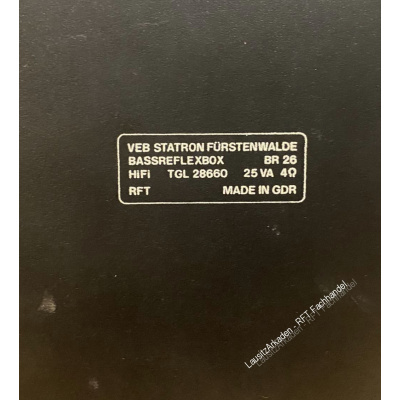 VEB STATRON FÜRSTENWALDE
BASSREFLEXBOX BR 26
HiFi TGL 28660 25 VA 4Ω
RFT MADE IN GDR
LausitzArkaden - RFT Fachhandel